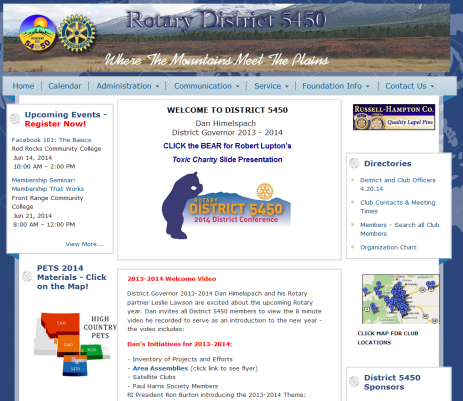 Rotary District 5450
Where The Mountains Meet The Plains
Home
Calendar
Administration
Communication
Service
Foundation Info
Contact Us
Upcoming Events -
Register Now!
Facebook 101: The Basics
Red Rocks Community College
Jun 14, 2014
10:00 AM – 2:00 PM
Membership Seminar:
Membership That Works
Front Range Community
College
Jun 21, 2014
8:00 AM – 12:00 PM
View More...
PETS 2014
Materials - Click
on the Map!
HIGH
COUNTRY
PETS
5440
5630
5450
5470
WELCOME TO DISTRICT 5450
Dan Himelspach
District Governor 2013 - 2014
CLICK the BEAR for Robert Lupton's
Toxic Charity Slide Presentation
ROTARY
DISTRICT 5450
2014 District Conference
2013-2014 Welcome Video
District Governor 2013-2014 Dan Himelspach and his Rotary
partner Leslie Lawson are excited about the upcoming Rotary
year. Dan invites all District 5450 members to view the 8 minute
video he recorded to serve as an introduction to the new year -
the video includes:
Dan's Initiatives for 2013-2014:
- Inventory of Projects and Efforts
- Area Assemblies (click link to see flyer)
- Satellite Clubs
- Paul Harris Society Members
RI President Ron Burton introducing the 2013-2014 Theme:
RUSSELL-HAMPTON CO.
Quality Lapel Pins
Directories
District and Club Officers
4.20.14
Club Contacts & Meeting
Times
Members - Search all Club
Members
Organization Chart
CLICK MAP FOR CLUB
LOCATIONS
District 5450
Sponsors